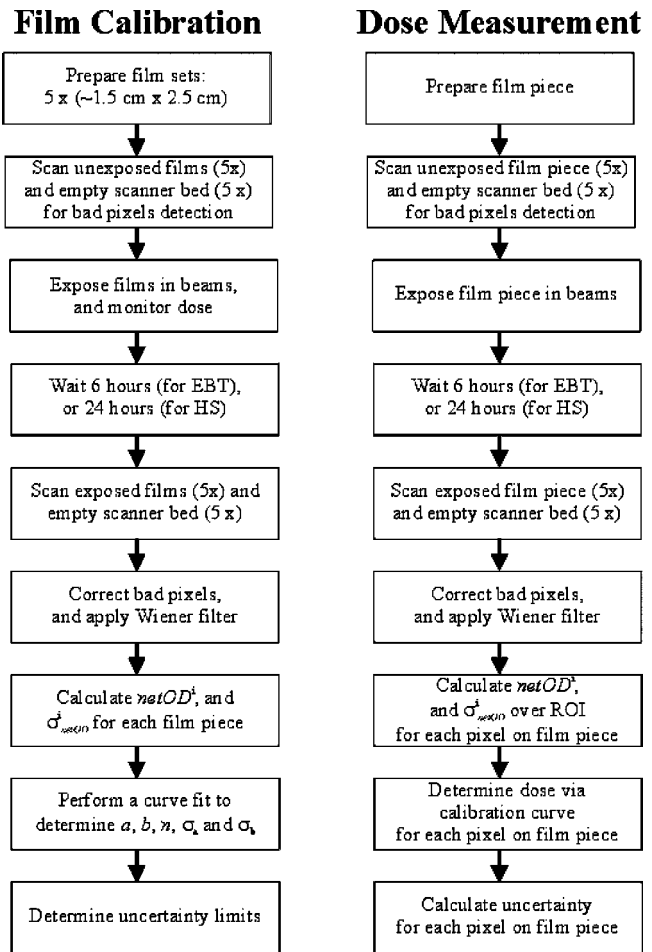 Film Calibration
Prepare film sets:
5 x (~1.5 cm x 2.5 cm)
Scan unexposed films (5x)
and empty scanner bed (5 x)
for bad pixels detection
Expose films in beams,
and monitor dose
Wait 6 hours (for EBT),
or 24 hours (for HS)
Scan exposed films (5x) and
empty scanner bed (5 x)
Correct bad pixels,
and apply Wiener filter
Calculate netODⁱ, and
σⁱ_netOD for each film piece
Perform a curve fit to
determine a, b, n, σₐ and σ_b
Determine uncertainty limits
Dose Measurement
Prepare film piece
Scan unexposed film piece (5x)
and empty scanner bed (5 x)
for bad pixels detection
Expose film piece in beams
Wait 6 hours (for EBT),
or 24 hours (for HS)
Scan exposed film piece (5x)
and empty scanner bed (5 x)
Correct bad pixels,
and apply Wiener filter
Calculate netODⁱ,
and σⁱ_netOD over ROI
for each pixel on film piece
Determine dose via
calibration curve
for each pixel on film piece
Calculate uncertainty
for each pixel on film piece